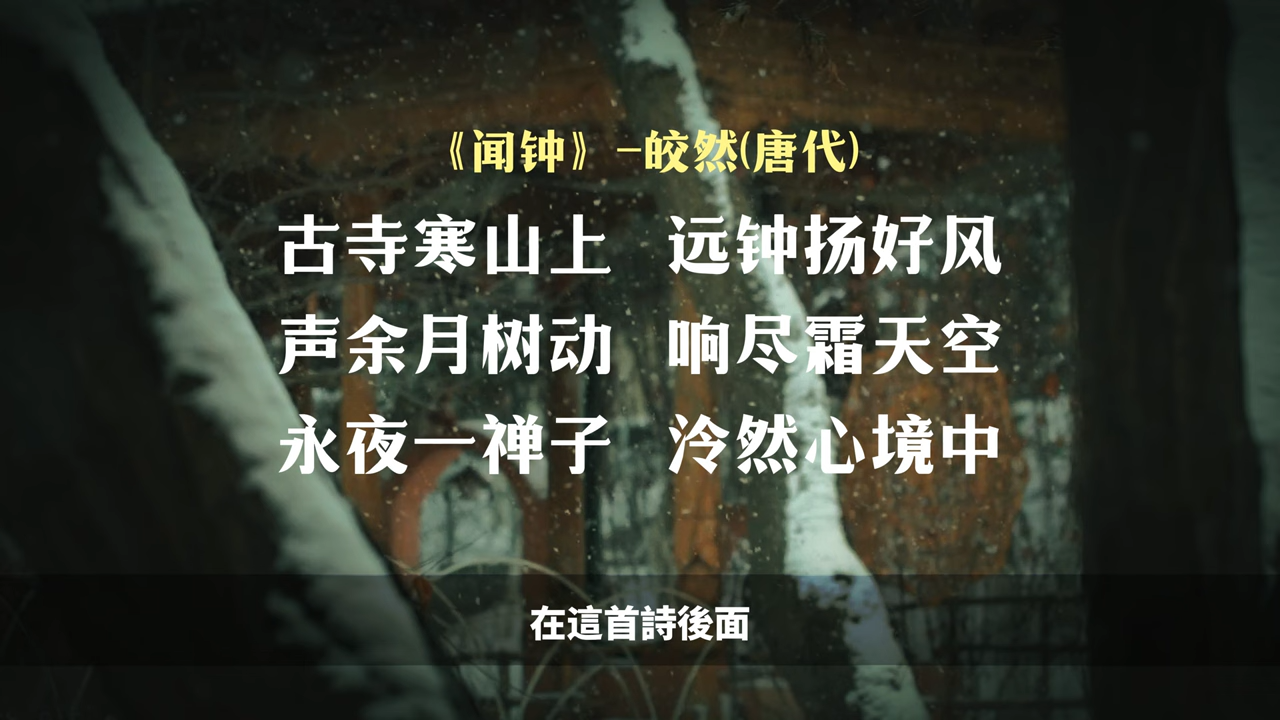 《闻钟》-皎然(唐代)
古寺寒山上 远钟扬好风
声余月树动 响尽霜天空
永夜一禅子 泠然心境中
在這首詩後面